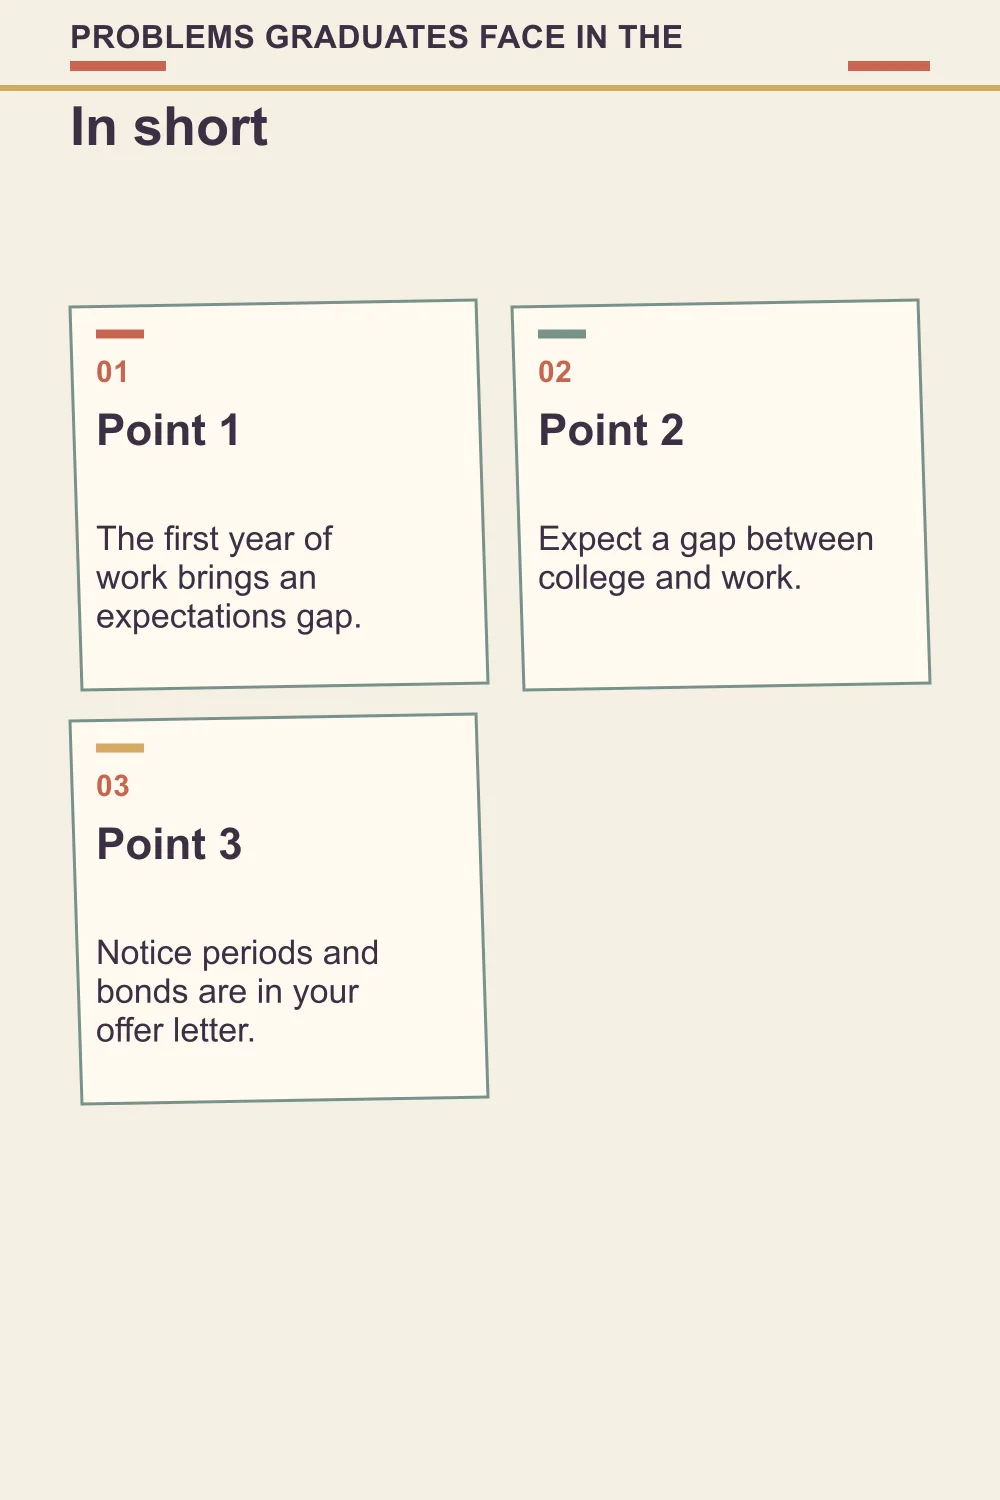 PROBLEMS GRADUATES FACE IN THE
In short
01
Point 1
The first year of
work brings an
expectations gap.
02
Point 2
Expect a gap between
college and work.
03
Point 3
Notice periods and
bonds are in your
offer letter.